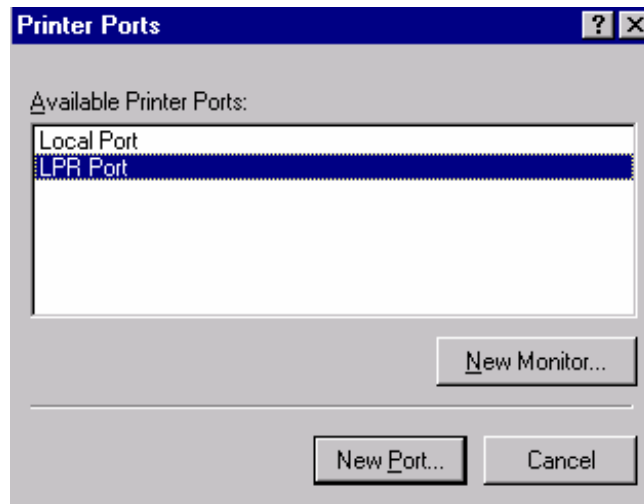 Printer Ports
Available Printer Ports:
Local Port
LPR Port
New Monitor...
New Port...
Cancel